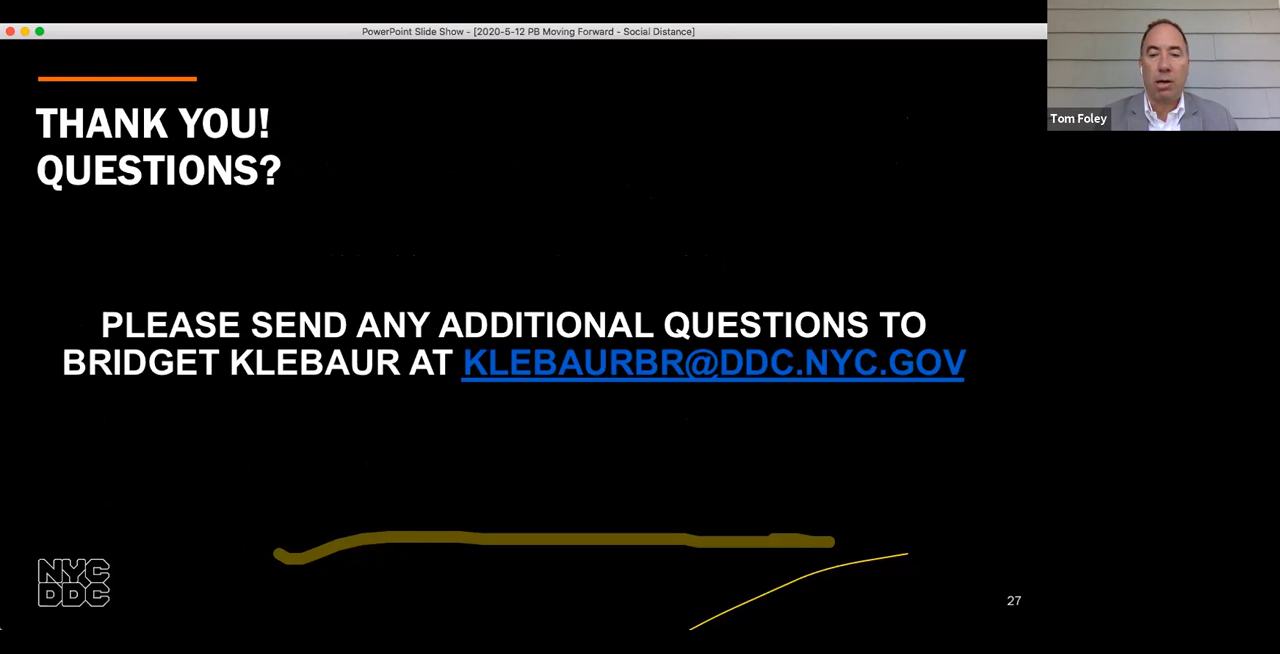 PowerPoint Slide Show - [2020-5-12 PB Moving Forward - Social Distance]
Tom Foley
THANK YOU!
QUESTIONS?
PLEASE SEND ANY ADDITIONAL QUESTIONS TO
BRIDGET KLEBAUR AT KLEBAURBR@DDC.NYC.GOV
NYC
DDC
27